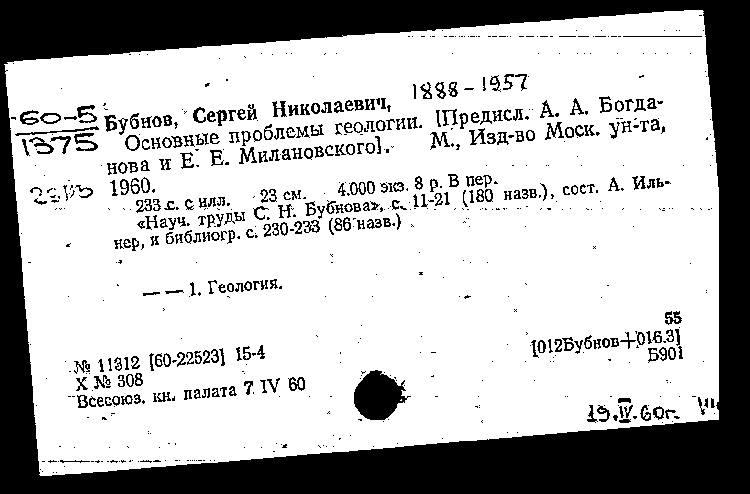 1888-1957
60-5
1375
Бубнов, Сергей Николаевич,
Основные проблемы геологии. [Предисл. А. А. Богда-
нова и Е. Е. Милановского]. М., Изд-во Моск. ун-та,
1960.
233 с. с илл. 23 см. 4.000 экз. 8 р. В пер.
«Науч. труды С. Н. Бубнова», с. 11-21 (180 назв.), сост. А. Иль-
нер, и библиогр. с. 230-233 (86 назв.)
— — 1. Геология.
55
№ 11312 [60-22523] 15-4
[012Бубнов+016.3]
Х № 308
Б901
Всесоюз. кн. палата 7 IV 60
19.IV.60г.